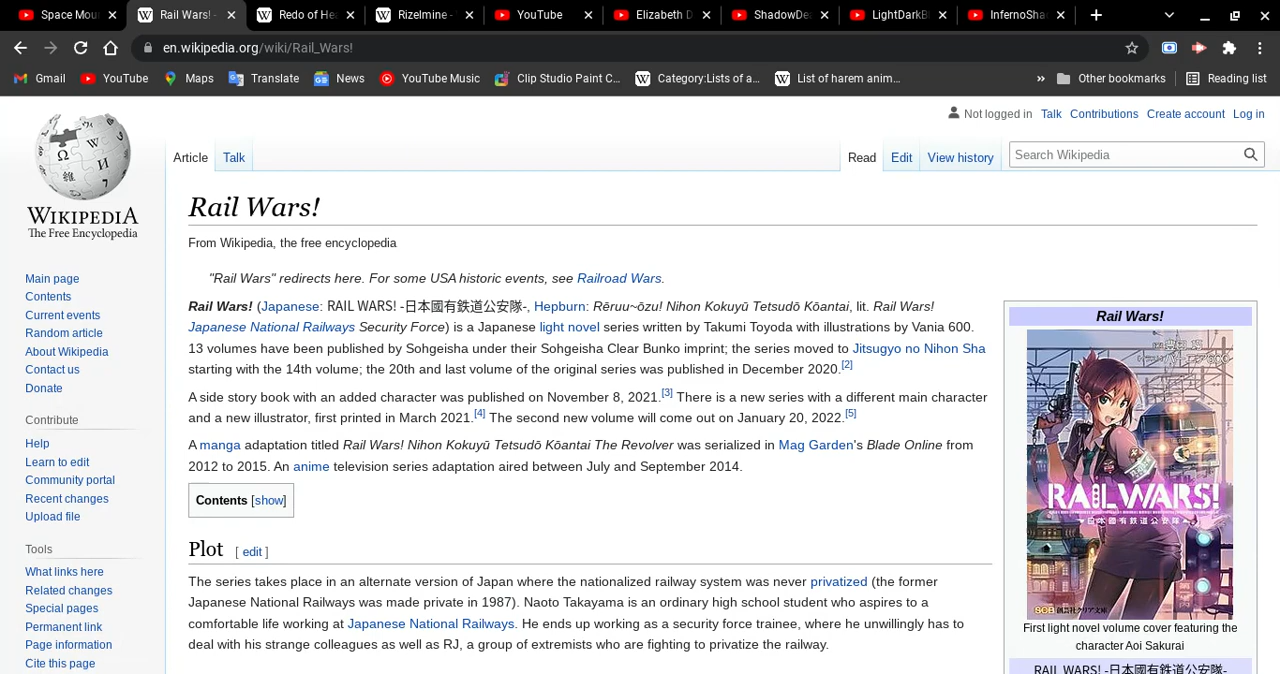 Space Mou
Rail Wars! -
Redo of He
Rizelmine -
YouTube
Elizabeth D
ShadowDea
LightDarkB
InfernoSha
en.wikipedia.org/wiki/Rail_Wars!
Gmail
YouTube
Maps
Translate
News
YouTube Music
Clip Studio Paint C...
Category:Lists of a...
List of harem anim...
»
Other bookmarks
Reading list
Not logged in Talk Contributions Create account Log in
Article Talk
Read Edit View history
Search Wikipedia
WIKIPEDIA
The Free Encyclopedia
Main page
Contents
Current events
Random article
About Wikipedia
Contact us
Donate
Contribute
Help
Learn to edit
Community portal
Recent changes
Upload file
Tools
What links here
Related changes
Special pages
Permanent link
Page information
Cite this page
Rail Wars!
From Wikipedia, the free encyclopedia
"Rail Wars" redirects here. For some USA historic events, see Railroad Wars.
Rail Wars! (Japanese: RAIL WARS! -日本國有鉄道公安隊-, Hepburn: Rēruu~ōzu! Nihon Kokuyū Tetsudō Kōantai, lit. Rail Wars!
Japanese National Railways Security Force) is a Japanese light novel series written by Takumi Toyoda with illustrations by Vania 600.
13 volumes have been published by Sohgeisha under their Sohgeisha Clear Bunko imprint; the series moved to Jitsugyo no Nihon Sha
starting with the 14th volume; the 20th and last volume of the original series was published in December 2020.[2]
A side story book with an added character was published on November 8, 2021.[3] There is a new series with a different main character
and a new illustrator, first printed in March 2021.[4] The second new volume will come out on January 20, 2022.[5]
A manga adaptation titled Rail Wars! Nihon Kokuyū Tetsudō Kōantai The Revolver was serialized in Mag Garden's Blade Online from
2012 to 2015. An anime television series adaptation aired between July and September 2014.
Contents [show]
Plot [ edit ]
The series takes place in an alternate version of Japan where the nationalized railway system was never privatized (the former
Japanese National Railways was made private in 1987). Naoto Takayama is an ordinary high school student who aspires to a
comfortable life working at Japanese National Railways. He ends up working as a security force trainee, where he unwillingly has to
deal with his strange colleagues as well as RJ, a group of extremists who are fighting to privatize the railway.
Rail Wars!
RAIL WARS!
日本國有鉄道公安隊
First light novel volume cover featuring the
character Aoi Sakurai
RAIL WARS! -日本國有鉄道公安隊-